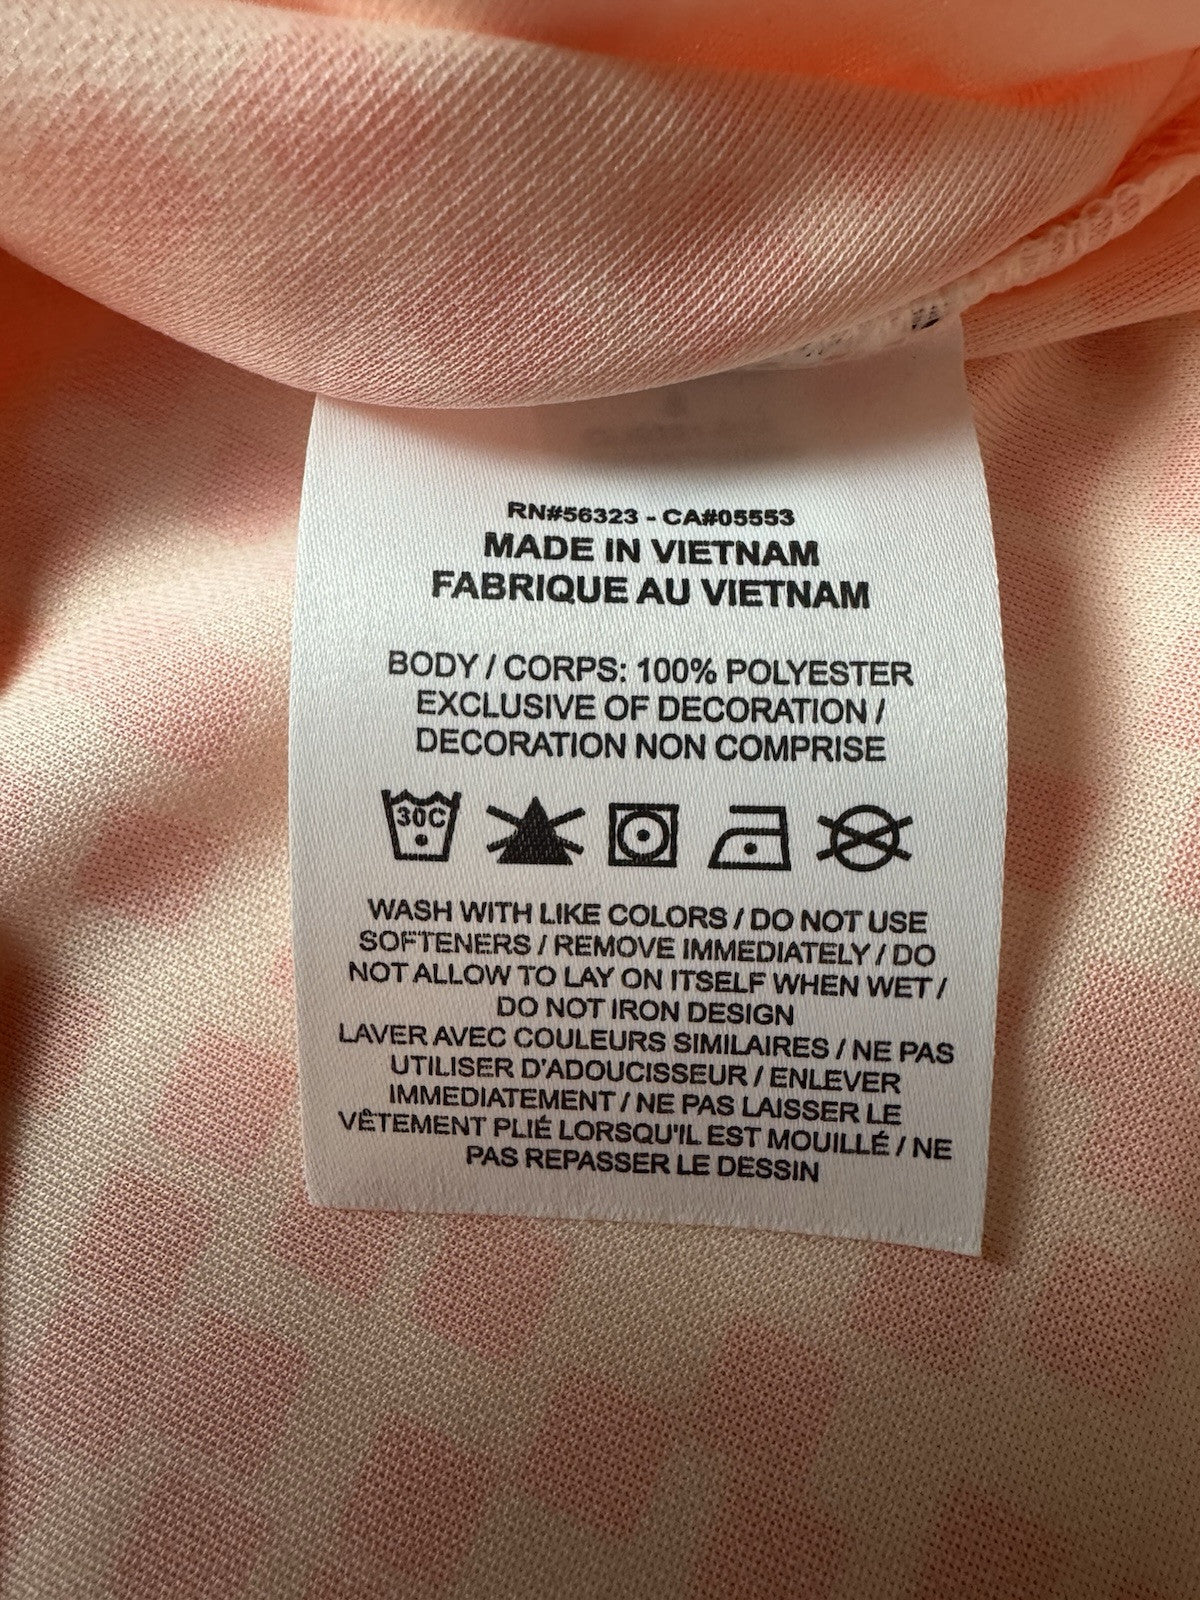 RN#56323 - CA#05553
MADE IN VIETNAM
FABRIQUE AU VIETNAM
BODY / CORPS: 100% POLYESTER
EXCLUSIVE OF DECORATION /
DECORATION NON COMPRISE
30C
WASH WITH LIKE COLORS / DO NOT USE
SOFTENERS / REMOVE IMMEDIATELY / DO
NOT ALLOW TO LAY ON ITSELF WHEN WET /
DO NOT IRON DESIGN
LAVER AVEC COULEURS SIMILAIRES / NE PAS
UTILISER D'ADOUCISSEUR / ENLEVER
IMMEDIATEMENT / NE PAS LAISSER LE
VÊTEMENT PLIÉ LORSQU'IL EST MOUILLÉ / NE
PAS REPASSER LE DESSIN